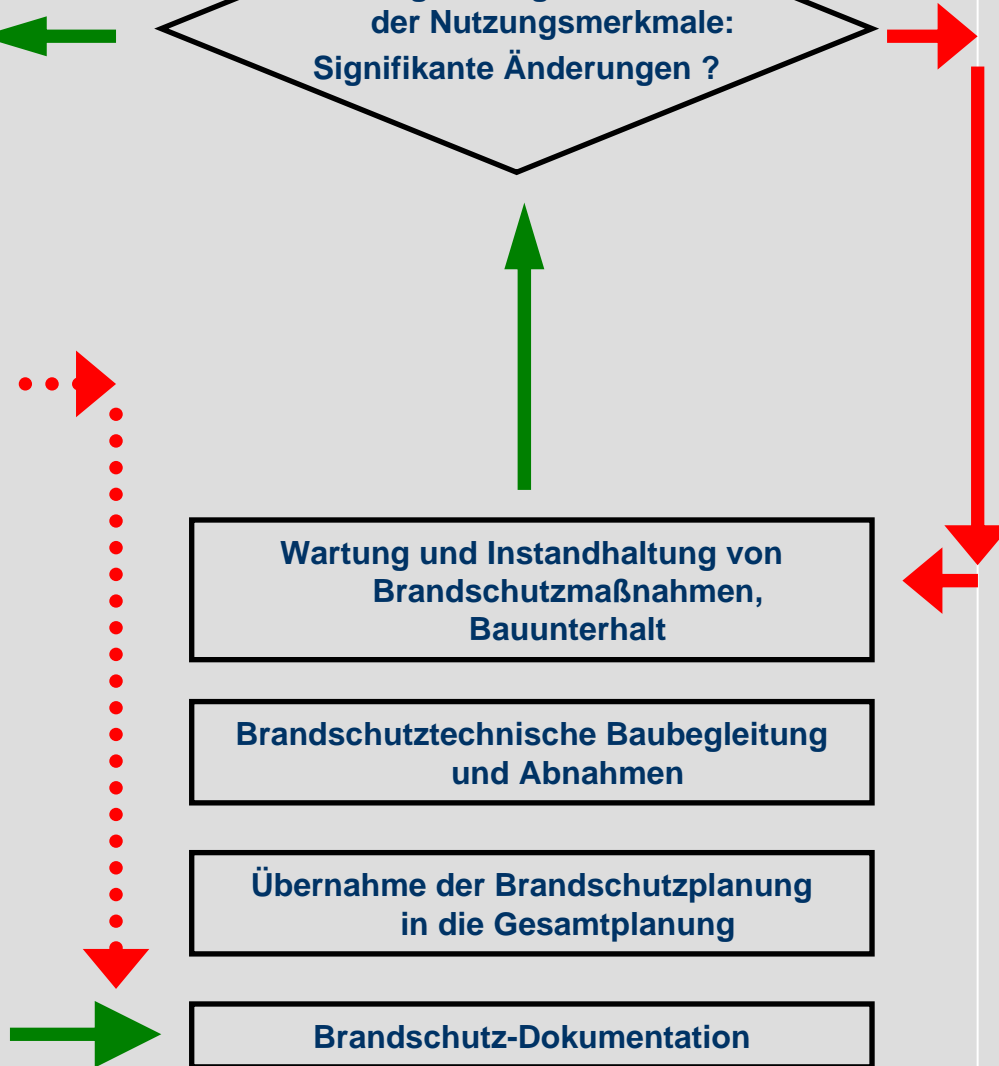 der Nutzungsmerkmale:
Signifikante Änderungen ?
Wartung und Instandhaltung von
Brandschutzmaßnahmen,
Bauunterhalt
Brandschutztechnische Baubegleitung
und Abnahmen
Übernahme der Brandschutzplanung
in die Gesamtplanung
Brandschutz-Dokumentation